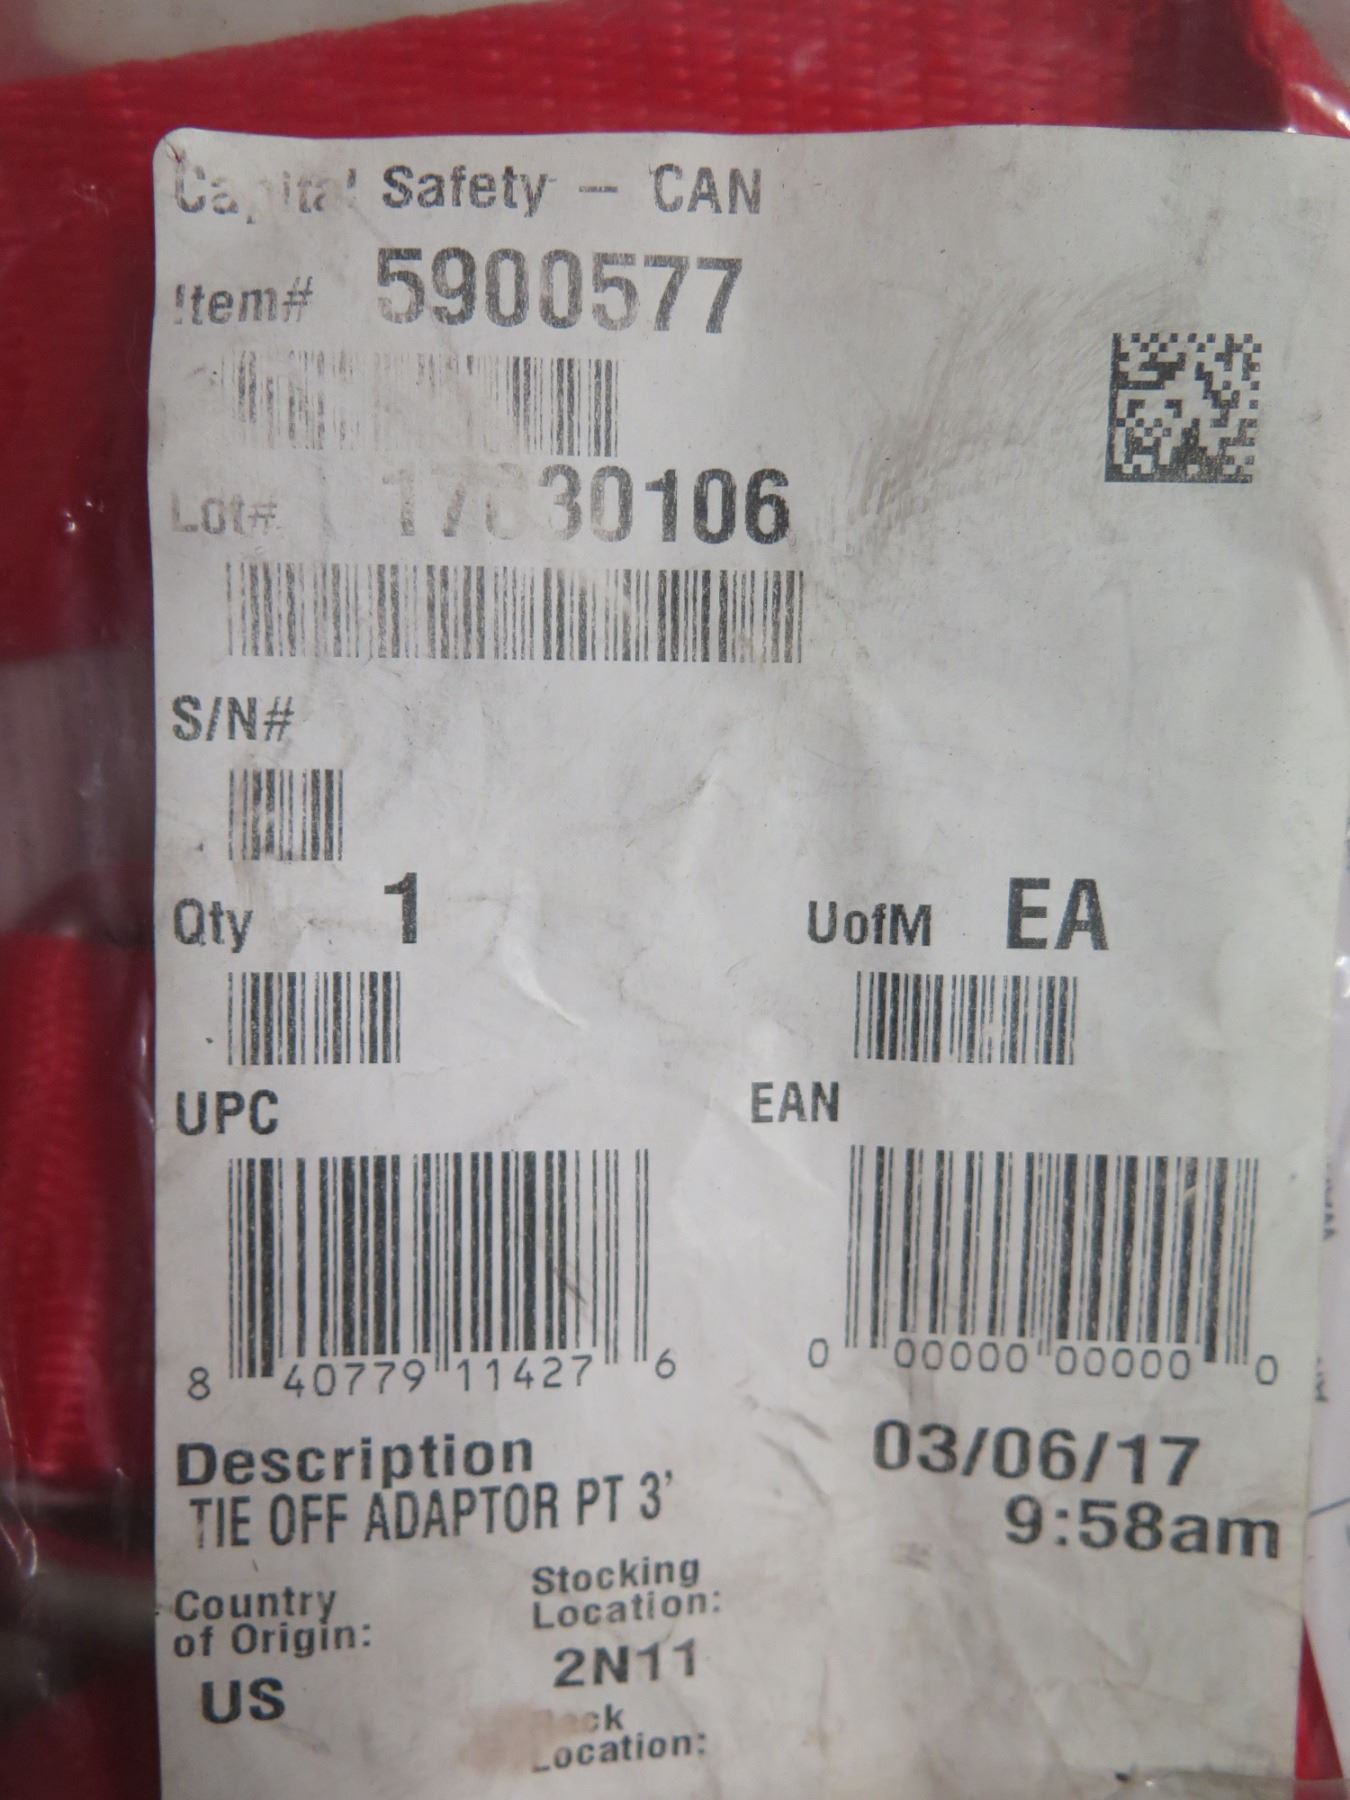 Capital Safety – CAN
Item# 5900577
Lot# 30106
S/N#
Qty 1 UofM EA
UPC EAN
8 40779 11427 6 0 00000 00000 0
Description 03/06/17
TIE OFF ADAPTOR PT 3' 9:58am
Country of Origin:
US
Stocking Location:
2N11
Location: